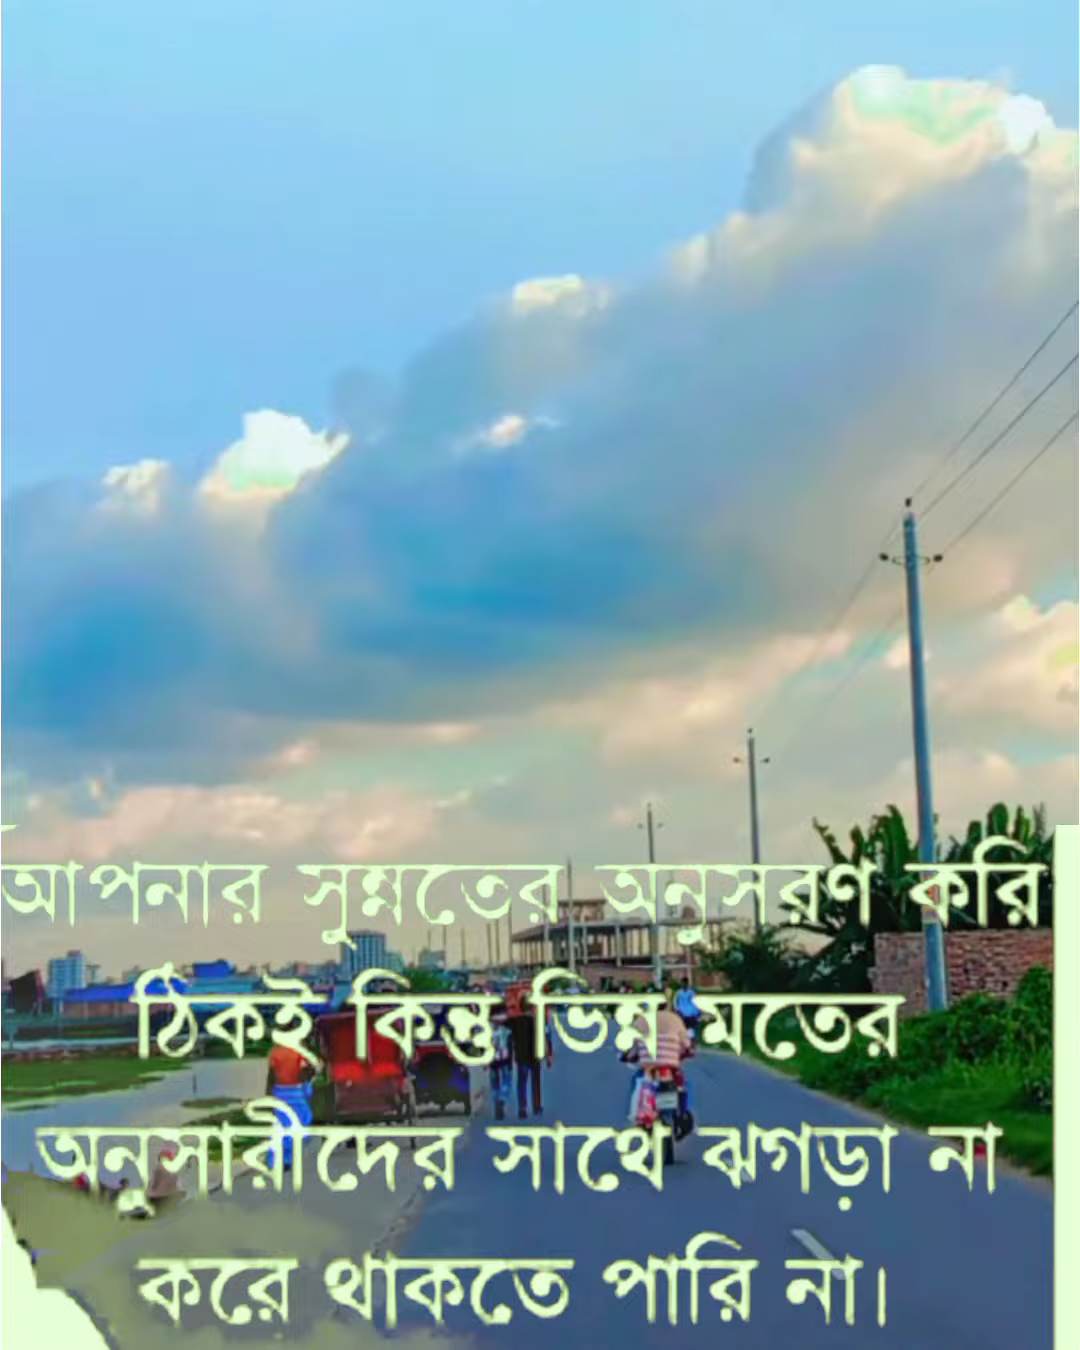 আপনার সুন্নতের অনুসরণ করি
ঠিকই কিন্তু ভিন্ন মতের
অনুসারীদের সাথে ঝগড়া না
করে থাকতে পারি না।